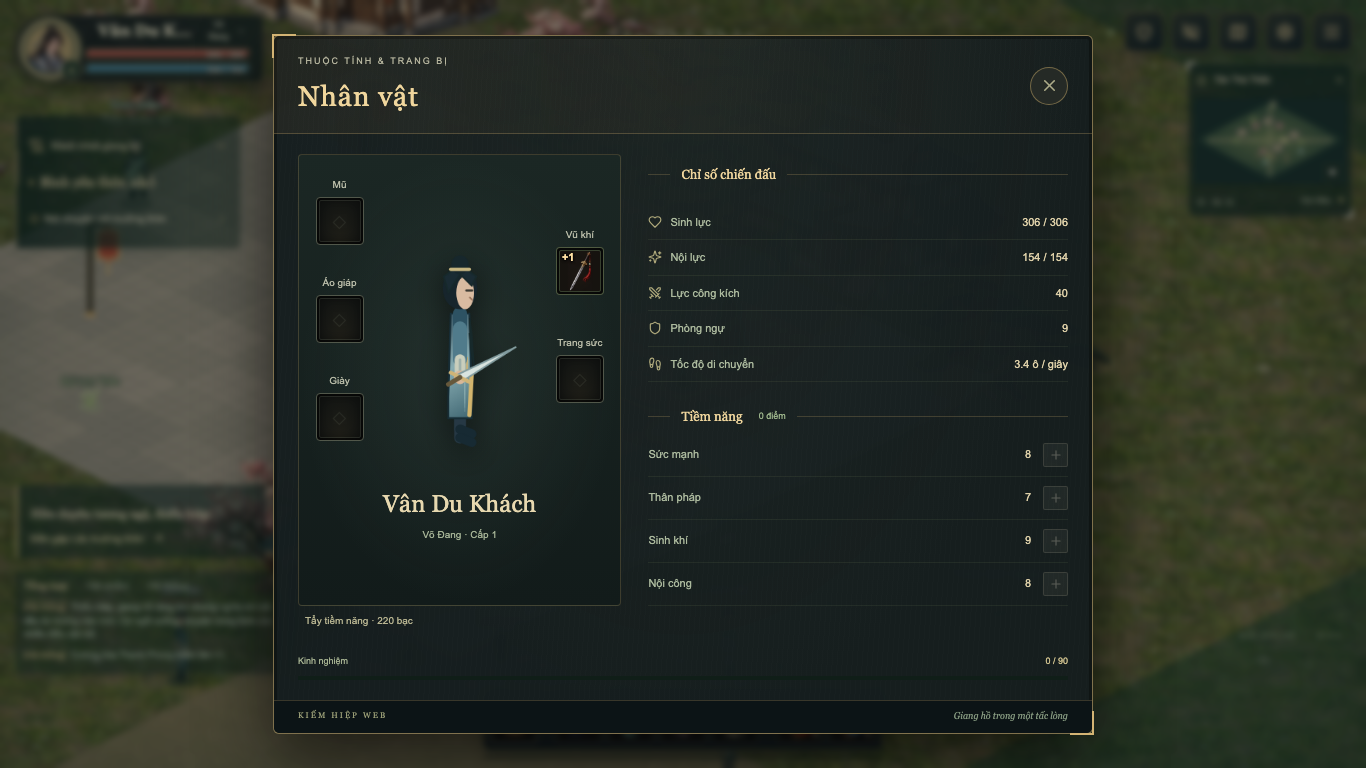 Vân Du K...
THUỘC TÍNH & TRANG BỊ
Nhân vật
Mũ
Vũ khí
+1
Áo giáp
Trang sức
Giày
Vân Du Khách
Võ Đang · Cấp 1
Tẩy tiềm năng · 220 bạc
Chỉ số chiến đấu
Sinh lực 306 / 306
Nội lực 154 / 154
Lực công kích 40
Phòng ngự 9
Tốc độ di chuyển 3.4 ô / giây
Tiềm năng 0 điểm
Sức mạnh 8
Thân pháp 7
Sinh khí 9
Nội công 8
Kinh nghiệm 0 / 90
KIẾM HIỆP WEB
Giang hồ trong một tấc lòng